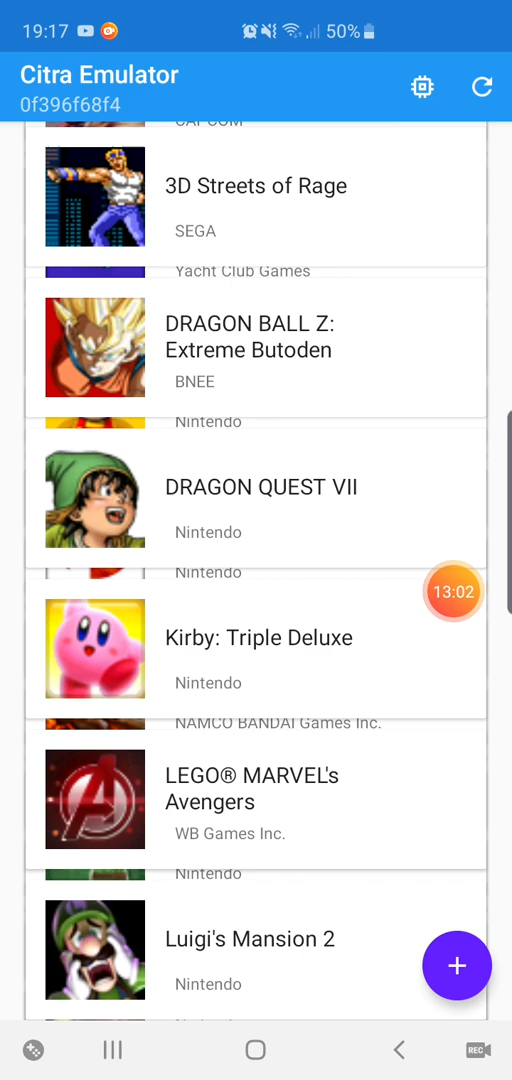 19:17
50%
Citra Emulator
0f396f68f4
CAPCOM
3D Streets of Rage
SEGA
Yacht Club Games
DRAGON BALL Z:
Extreme Butoden
BNEE
Nintendo
DRAGON QUEST VII
Nintendo
Nintendo
13:02
Kirby: Triple Deluxe
Nintendo
NAMCO BANDAI Games Inc.
LEGO® MARVEL's
Avengers
WB Games Inc.
Nintendo
Luigi's Mansion 2
Nintendo
REC